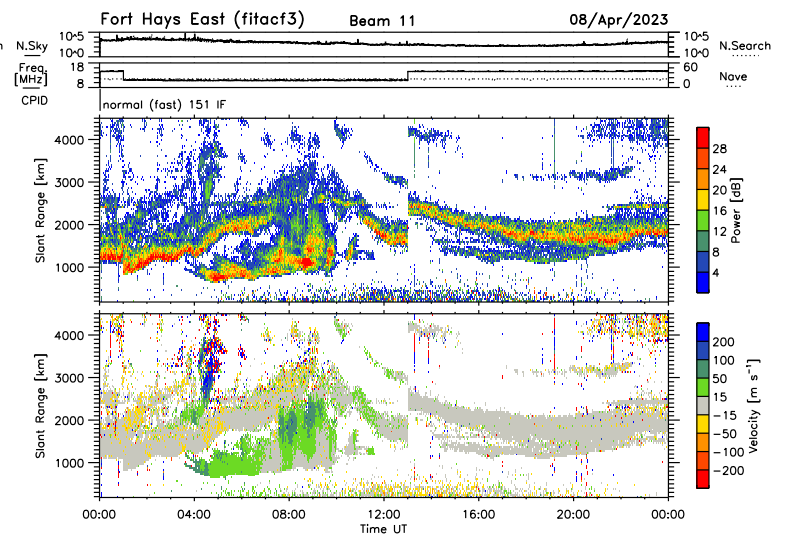 Fort Hays East (fitacf3) Beam 11 08/Apr/2023
N.Sky 10^5 10^5 N.Search
10^0 10^0
Freq. 18 60 Nave
[MHz] 8 0
CPID normal (fast) 151 IF
4000
3000
2000
1000
Slant Range [km]
28
24
20
16
12
8
4
Power [dB]
4000
3000
2000
1000
Slant Range [km]
200
100
50
15
-15
-50
-100
-200
Velocity [m s⁻¹]
00:00 04:00 08:00 12:00 16:00 20:00 00:00
Time UT